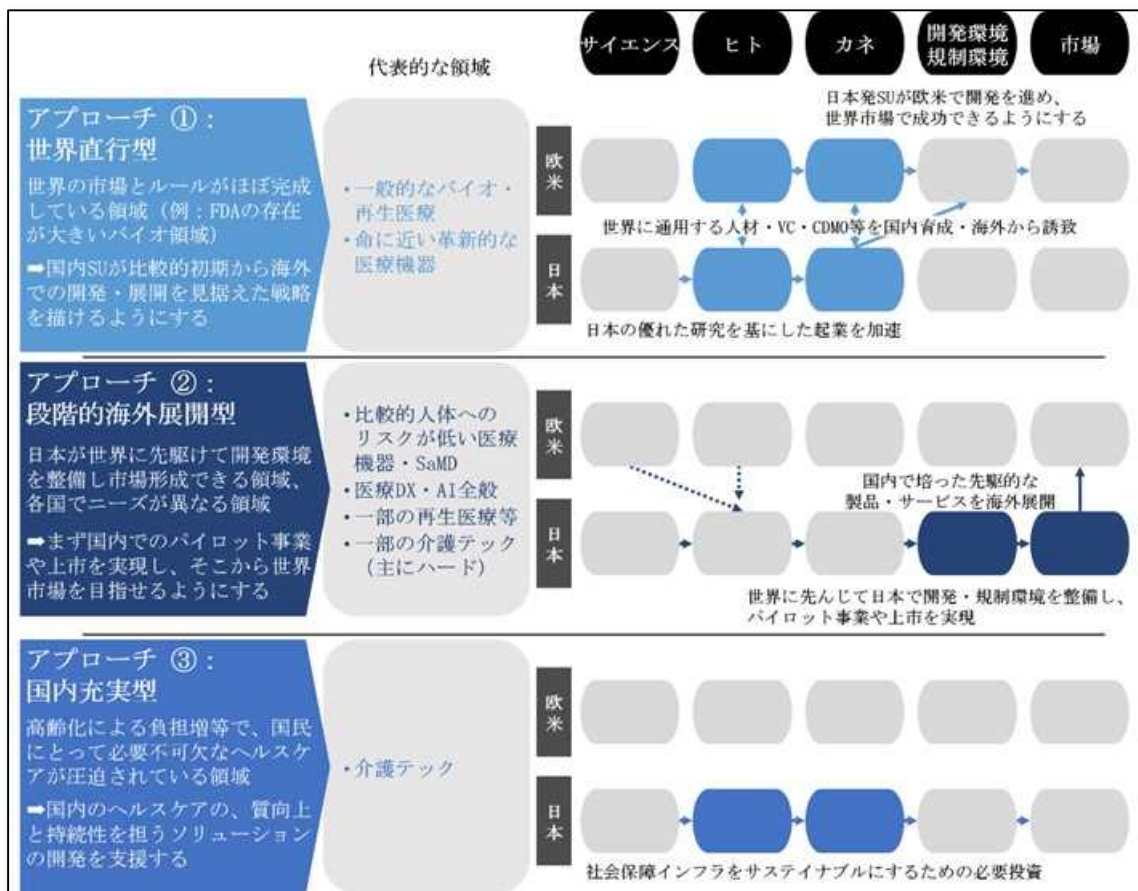 代表的な領域
サイエンス
ヒト
カネ
開発環境
規制環境
市場
アプローチ ①：
世界直行型
世界の市場とルールがほぼ完成
している領域（例：FDAの存在
が大きいバイオ領域）
➡国内SUが比較的初期から海外
での開発・展開を見据えた戦略
を描けるようにする
・一般的なバイオ・
再生医療
・命に近い革新的な
医療機器
欧米
日本
日本発SUが欧米で開発を進め、
世界市場で成功できるようにする
世界に通用する人材・VC・CDMO等を国内育成・海外から誘致
日本の優れた研究を基にした起業を加速
アプローチ ②：
段階的海外展開型
日本が世界に先駆けて開発環境
を整備し市場形成できる領域、
各国でニーズが異なる領域
➡まず国内でのパイロット事業
や上市を実現し、そこから世界
市場を目指せるようにする
・比較的人体への
リスクが低い医療
機器・SaMD
・医療DX・AI全般
・一部の再生医療等
・一部の介護テック
（主にハード）
欧米
日本
国内で培った先駆的な
製品・サービスを海外展開
世界に先んじて日本で開発・規制環境を整備し、
パイロット事業や上市を実現
アプローチ ③：
国内充実型
高齢化による負担増等で、国民
にとって必要不可欠なヘルスケ
アが圧迫されている領域
➡国内のヘルスケアの、質向上
と持続性を担うソリューション
の開発を支援する
・介護テック
欧米
日本
社会保障インフラをサステイナブルにするための必要投資